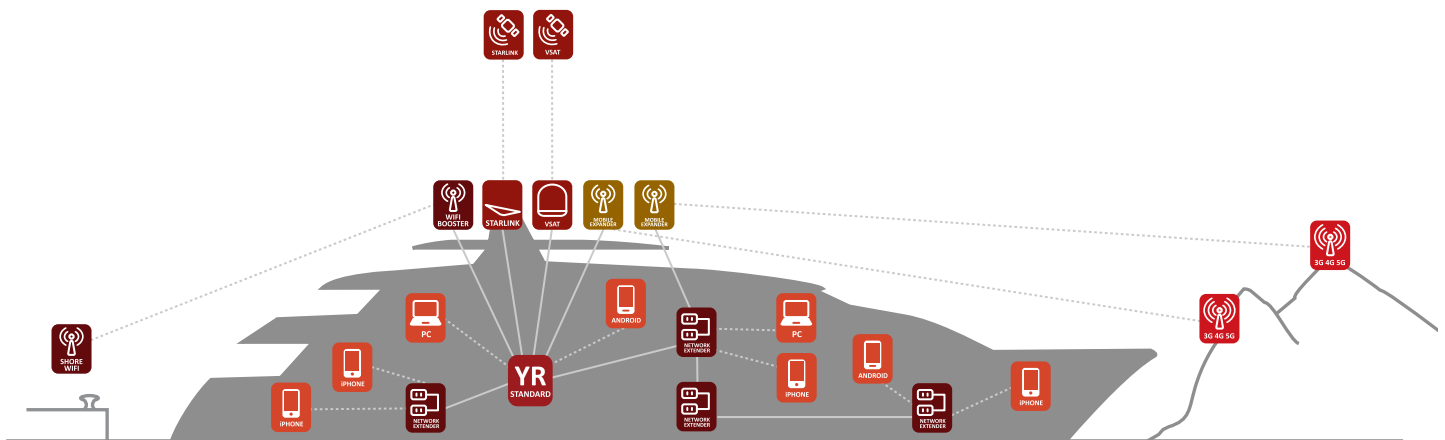 STARLINK
VSAT
WIFI
BOOSTER
STARLINK
VSAT
MOBILE
EXPANDER
MOBILE
EXPANDER
3G 4G 5G
3G 4G 5G
SHORE
WIFI
PC
ANDROID
NETWORK
EXTENDER
PC
iPHONE
YR
STANDARD
iPHONE
ANDROID
iPHONE
NETWORK
EXTENDER
iPHONE
NETWORK
EXTENDER
NETWORK
EXTENDER